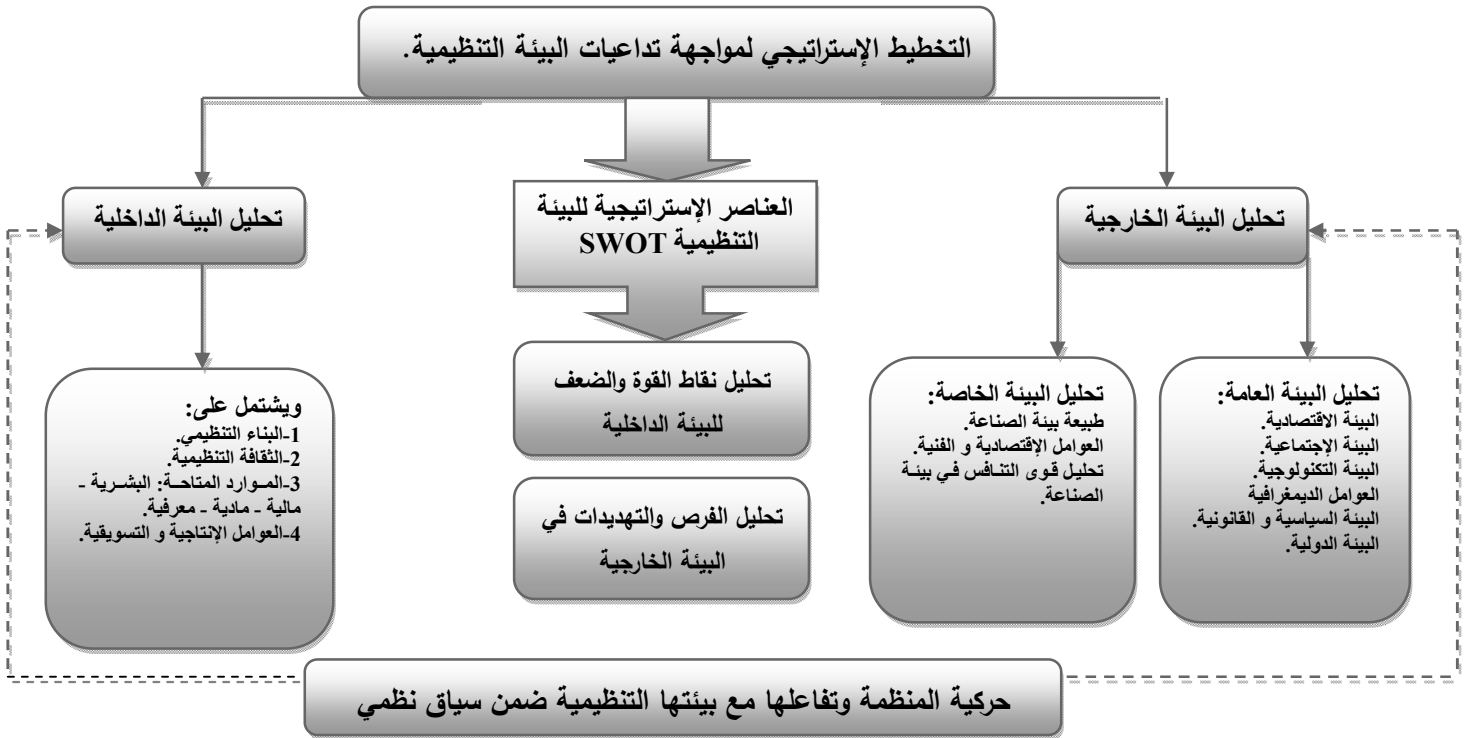 التخطيط الإستراتيجي لمواجهة تداعيات البيئة التنظيمية.
تحليل البيئة الخارجية
العناصر الإستراتيجية للبيئة
التنظيمية SWOT
تحليل البيئة الداخلية
تحليل البيئة العامة:
البيئة الاقتصادية.
البيئة الإجتماعية.
البيئة التكنولوجية.
العوامل الديمغرافية
البيئة السياسية و القانونية.
البيئة الدولية.
تحليل البيئة الخاصة:
طبيعة بيئة الصناعة.
العوامل الإقتصادية و الفنية.
تحليل قوى التنافس في بيئة
الصناعة.
تحليل نقاط القوة والضعف
للبيئة الداخلية
تحليل الفرص والتهديدات في
البيئة الخارجية
ويشتمل على:
1-البناء التنظيمي.
2-الثقافة التنظيمية.
3-الموارد المتاحة: البشرية -
مالية - مادية - معرفية.
4-العوامل الإنتاجية و التسويقية.
حركية المنظمة وتفاعلها مع بيئتها التنظيمية ضمن سياق نظمي